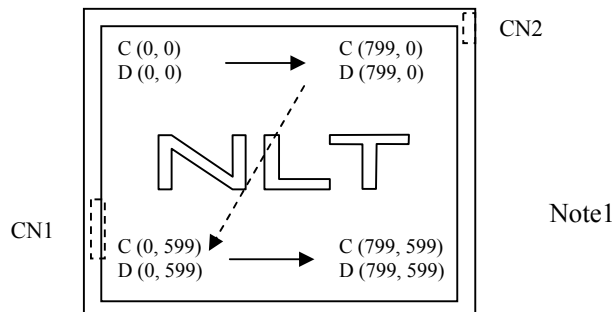 C (0, 0)
D (0, 0)
C (799, 0)
D (799, 0)
CN2
NLT
Note1
CN1
C (0, 599)
D (0, 599)
C (799, 599)
D (799, 599)